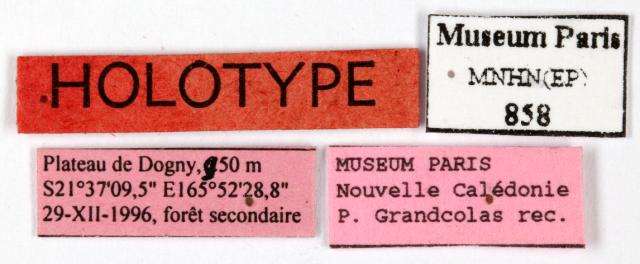 HOLOTYPE
Museum Paris
MNHN(EP)
858
Plateau de Dogny, 950 m
S21°37'09,5" E165°52'28,8"
29-XII-1996, forêt secondaire
MUSEUM PARIS
Nouvelle Calédonie
P. Grandcolas rec.